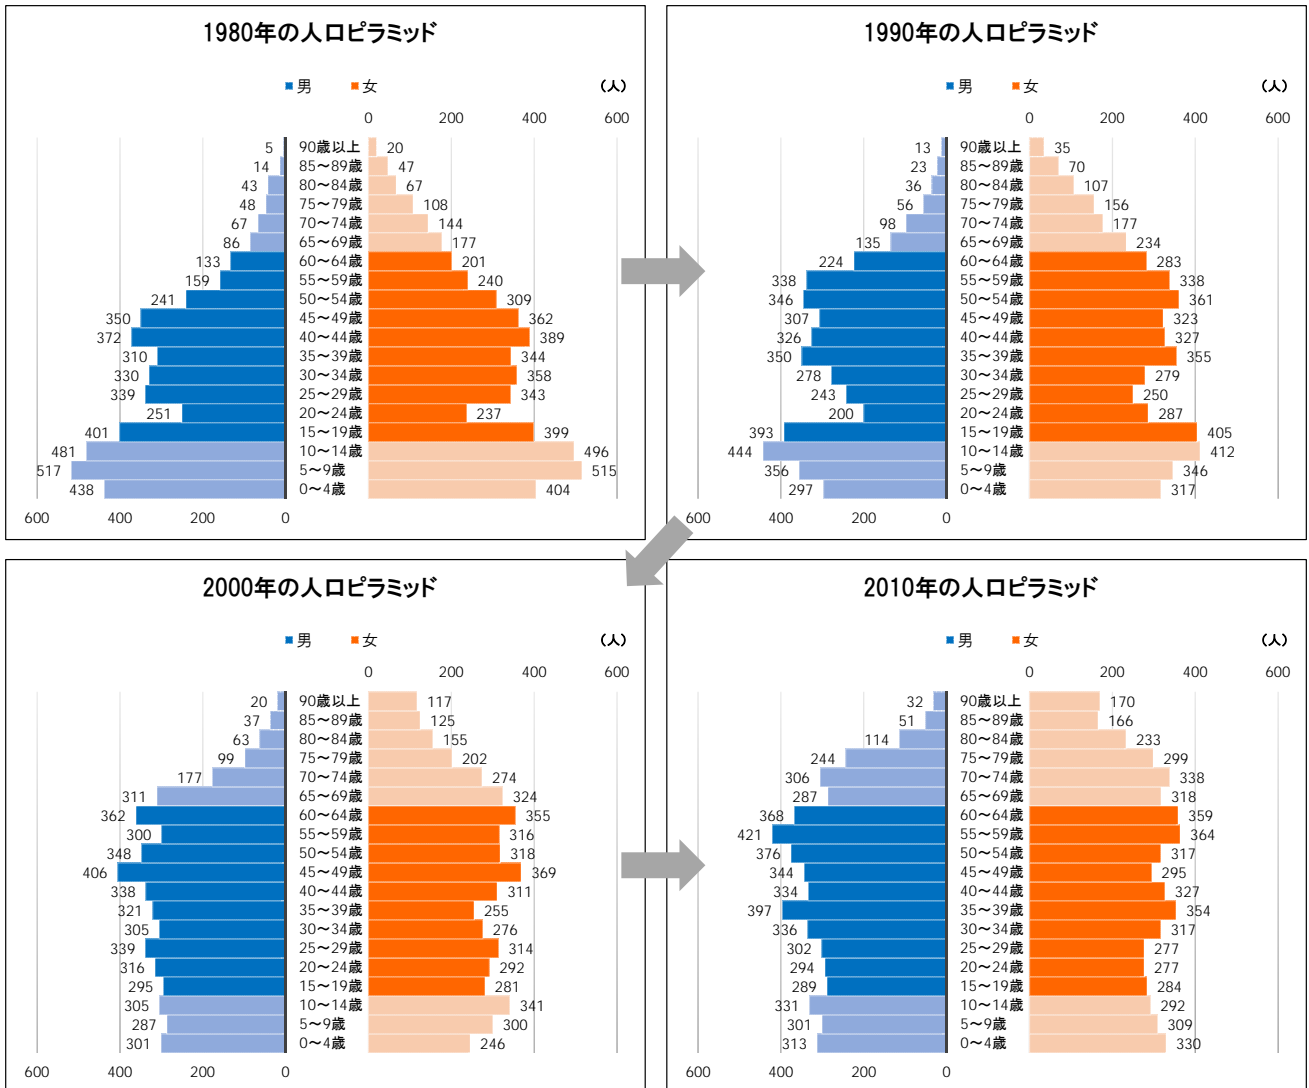 1980年の人口ピラミッド
男 女 (人)
0 200 400 600
5 90歳以上 20
14 85～89歳 47
43 80～84歳 67
48 75～79歳 108
67 70～74歳 144
86 65～69歳 177
133 60～64歳 201
159 55～59歳 240
241 50～54歳 309
350 45～49歳 362
372 40～44歳 389
310 35～39歳 344
330 30～34歳 358
339 25～29歳 343
251 20～24歳 237
401 15～19歳 399
481 10～14歳 496
517 5～9歳 515
438 0～4歳 404
600 400 200 0
1990年の人口ピラミッド
男 女 (人)
0 200 400 600
13 90歳以上 35
23 85～89歳 70
36 80～84歳 107
56 75～79歳 156
98 70～74歳 177
135 65～69歳 234
224 60～64歳 283
338 55～59歳 338
346 50～54歳 361
307 45～49歳 323
326 40～44歳 327
350 35～39歳 355
278 30～34歳 279
243 25～29歳 250
200 20～24歳 287
393 15～19歳 405
444 10～14歳 412
356 5～9歳 346
297 0～4歳 317
600 400 200 0
2000年の人口ピラミッド
男 女 (人)
0 200 400 600
20 90歳以上 117
37 85～89歳 125
63 80～84歳 155
99 75～79歳 202
177 70～74歳 274
311 65～69歳 324
362 60～64歳 355
300 55～59歳 316
348 50～54歳 318
406 45～49歳 369
338 40～44歳 311
321 35～39歳 255
305 30～34歳 276
339 25～29歳 314
316 20～24歳 292
295 15～19歳 281
305 10～14歳 341
287 5～9歳 300
301 0～4歳 246
600 400 200 0
2010年の人口ピラミッド
男 女 (人)
0 200 400 600
32 90歳以上 170
51 85～89歳 166
114 80～84歳 233
244 75～79歳 299
306 70～74歳 338
287 65～69歳 318
368 60～64歳 359
421 55～59歳 364
376 50～54歳 317
344 45～49歳 295
334 40～44歳 327
397 35～39歳 354
336 30～34歳 317
302 25～29歳 277
294 20～24歳 277
289 15～19歳 284
331 10～14歳 292
301 5～9歳 309
313 0～4歳 330
600 400 200 0